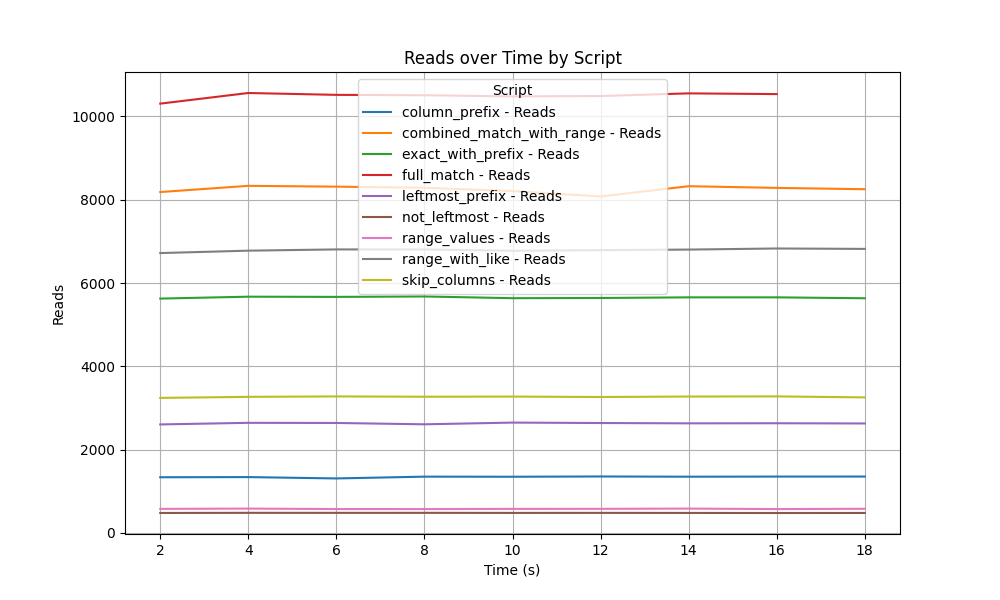 Reads over Time by Script
Reads
10000
8000
6000
4000
2000
0
Script
column_prefix - Reads
combined_match_with_range - Reads
exact_with_prefix - Reads
full_match - Reads
leftmost_prefix - Reads
not_leftmost - Reads
range_values - Reads
range_with_like - Reads
skip_columns - Reads
2 4 6 8 10 12 14 16 18
Time (s)